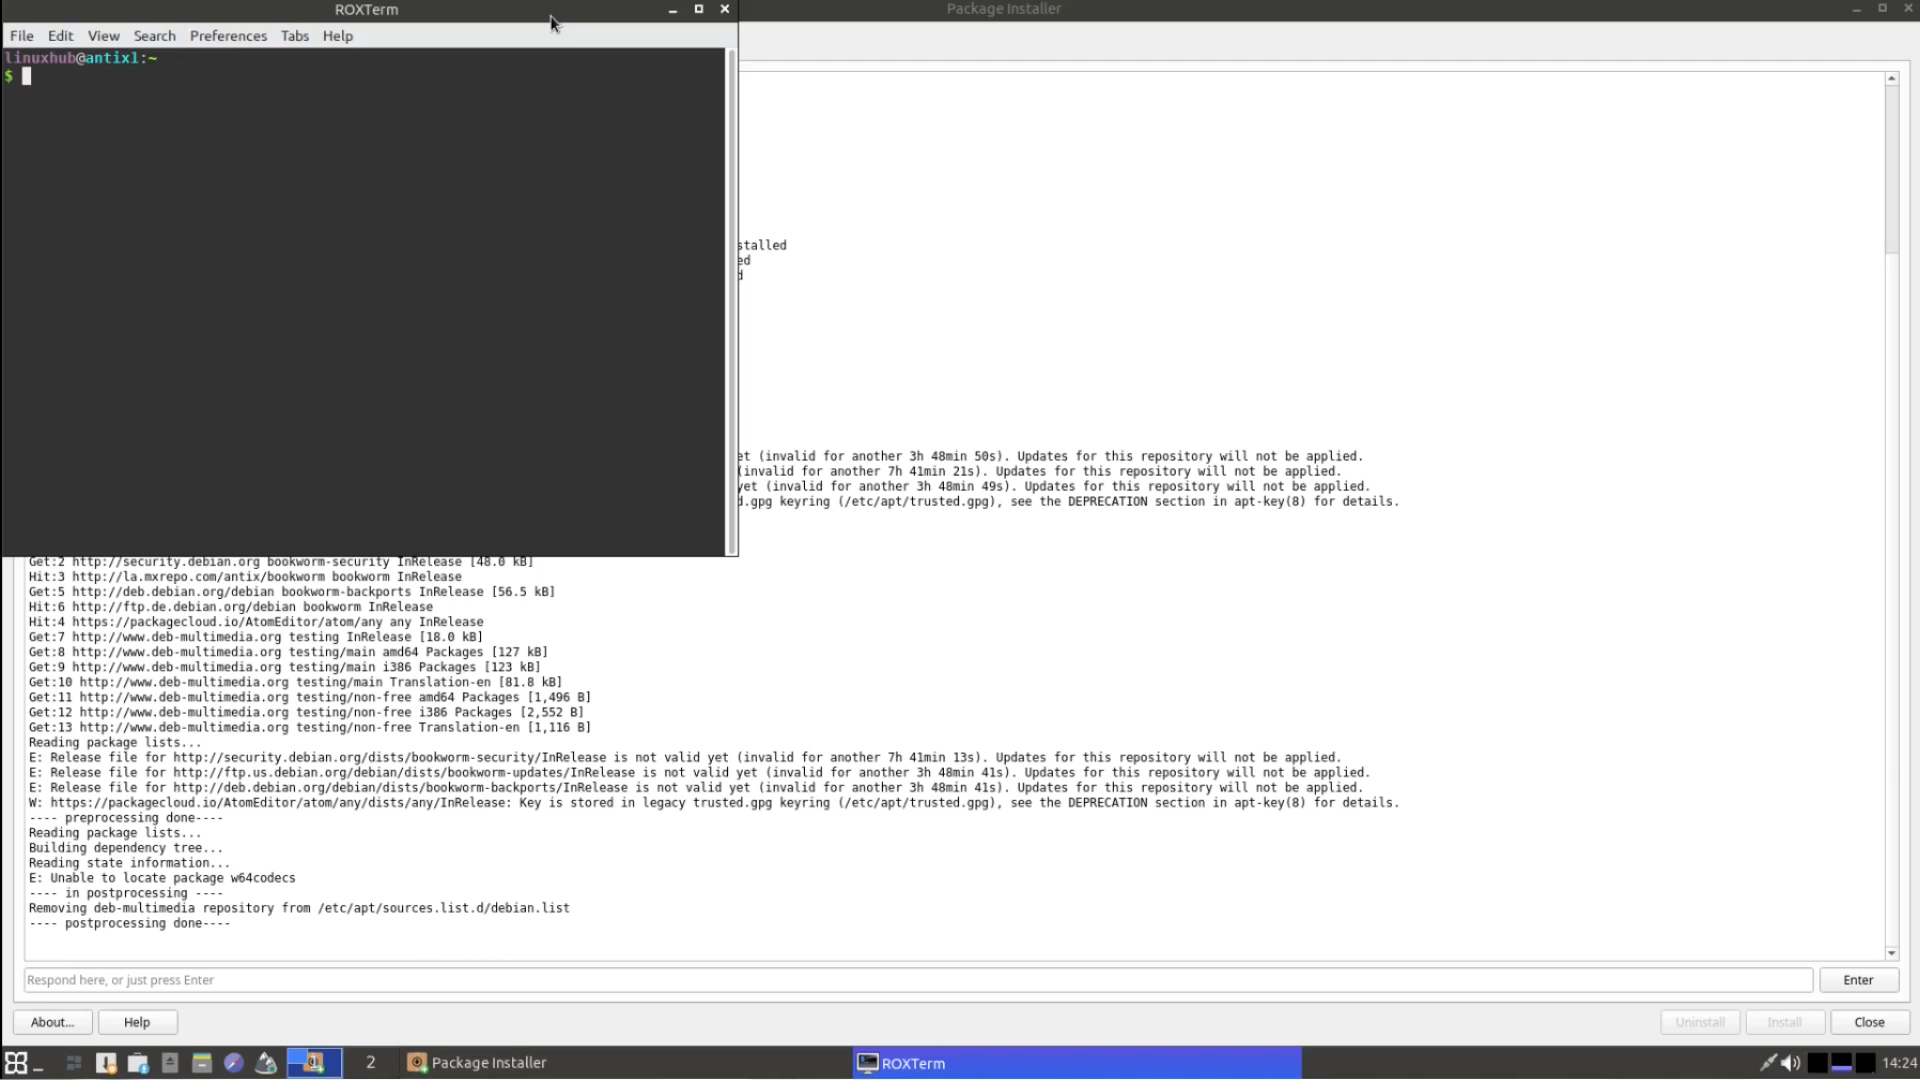 ROXTerm
Package Installer
File Edit View Search Preferences Tabs Help
linuxhub@antix1:~
$
stalled
ed
d
et (invalid for another 3h 48min 50s). Updates for this repository will not be applied.
(invalid for another 7h 41min 21s). Updates for this repository will not be applied.
yet (invalid for another 3h 48min 49s). Updates for this repository will not be applied.
d.gpg keyring (/etc/apt/trusted.gpg), see the DEPRECATION section in apt-key(8) for details.
Get:2 http://security.debian.org bookworm-security InRelease [48.0 kB]
Hit:3 http://la.mxrepo.com/antix/bookworm bookworm InRelease
Get:5 http://deb.debian.org/debian bookworm-backports InRelease [56.5 kB]
Hit:6 http://ftp.de.debian.org/debian bookworm InRelease
Hit:4 https://packagecloud.io/AtomEditor/atom/any any InRelease
Get:7 http://www.deb-multimedia.org testing InRelease [18.0 kB]
Get:8 http://www.deb-multimedia.org testing/main amd64 Packages [127 kB]
Get:9 http://www.deb-multimedia.org testing/main i386 Packages [123 kB]
Get:10 http://www.deb-multimedia.org testing/main Translation-en [81.8 kB]
Get:11 http://www.deb-multimedia.org testing/non-free amd64 Packages [1,496 B]
Get:12 http://www.deb-multimedia.org testing/non-free i386 Packages [2,552 B]
Get:13 http://www.deb-multimedia.org testing/non-free Translation-en [1,116 B]
Reading package lists...
E: Release file for http://security.debian.org/dists/bookworm-security/InRelease is not valid yet (invalid for another 7h 41min 13s). Updates for this repository will not be applied.
E: Release file for http://ftp.us.debian.org/debian/dists/bookworm-updates/InRelease is not valid yet (invalid for another 3h 48min 41s). Updates for this repository will not be applied.
E: Release file for http://deb.debian.org/debian/dists/bookworm-backports/InRelease is not valid yet (invalid for another 3h 48min 41s). Updates for this repository will not be applied.
W: https://packagecloud.io/AtomEditor/atom/any/dists/any/InRelease: Key is stored in legacy trusted.gpg keyring (/etc/apt/trusted.gpg), see the DEPRECATION section in apt-key(8) for details.
---- preprocessing done----
Reading package lists...
Building dependency tree...
Reading state information...
E: Unable to locate package w64codecs
---- in postprocessing ----
Removing deb-multimedia repository from /etc/apt/sources.list.d/debian.list
---- postprocessing done----
Respond here, or just press Enter
Enter
About... Help Uninstall Install Close
2 Package Installer ROXTerm 14:24